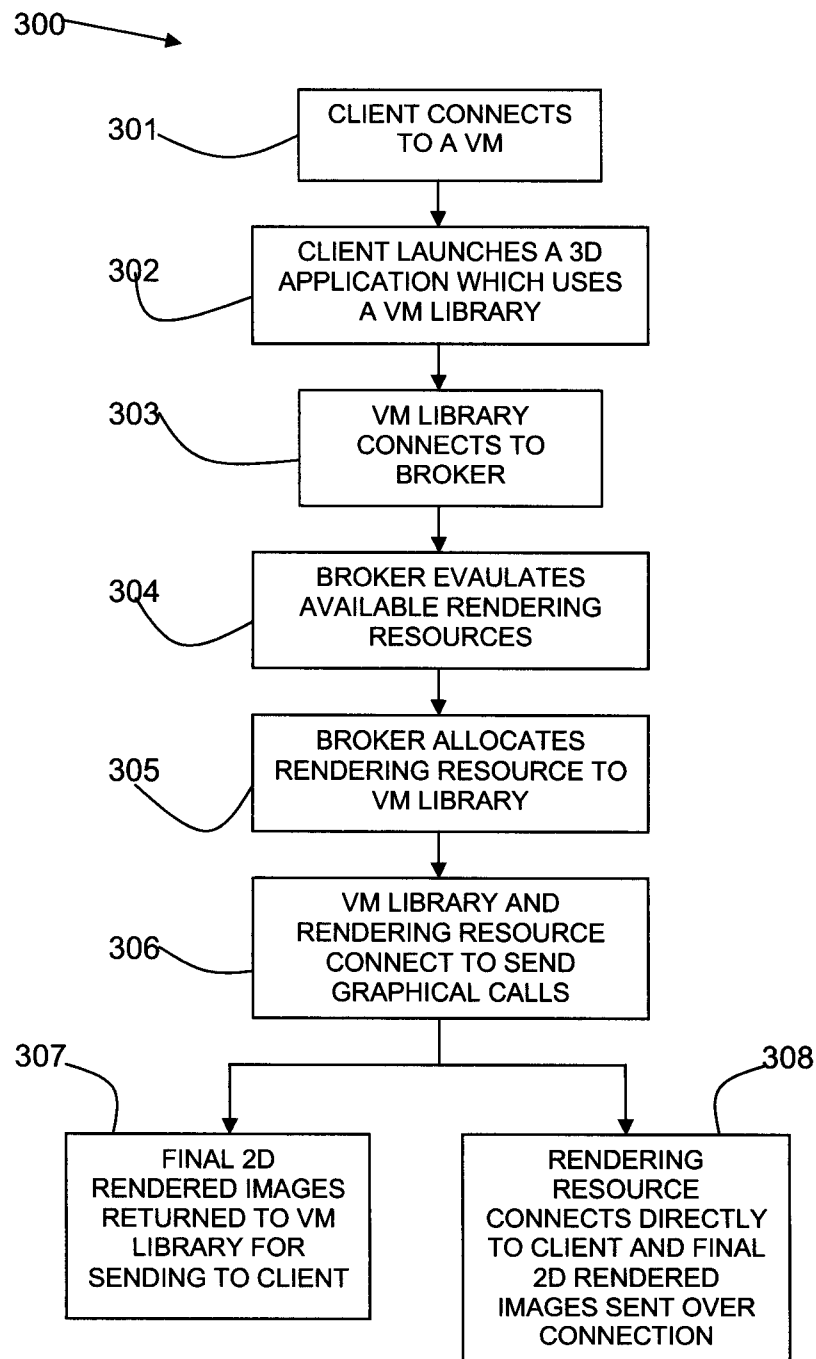 300
301
CLIENT CONNECTS
TO A VM
302
CLIENT LAUNCHES A 3D
APPLICATION WHICH USES
A VM LIBRARY
303
VM LIBRARY
CONNECTS TO
BROKER
304
BROKER EVAULATES
AVAILABLE RENDERING
RESOURCES
305
BROKER ALLOCATES
RENDERING RESOURCE TO
VM LIBRARY
306
VM LIBRARY AND
RENDERING RESOURCE
CONNECT TO SEND
GRAPHICAL CALLS
307
FINAL 2D
RENDERED IMAGES
RETURNED TO VM
LIBRARY FOR
SENDING TO CLIENT
308
RENDERING
RESOURCE
CONNECTS DIRECTLY
TO CLIENT AND FINAL
2D RENDERED
IMAGES SENT OVER
CONNECTION